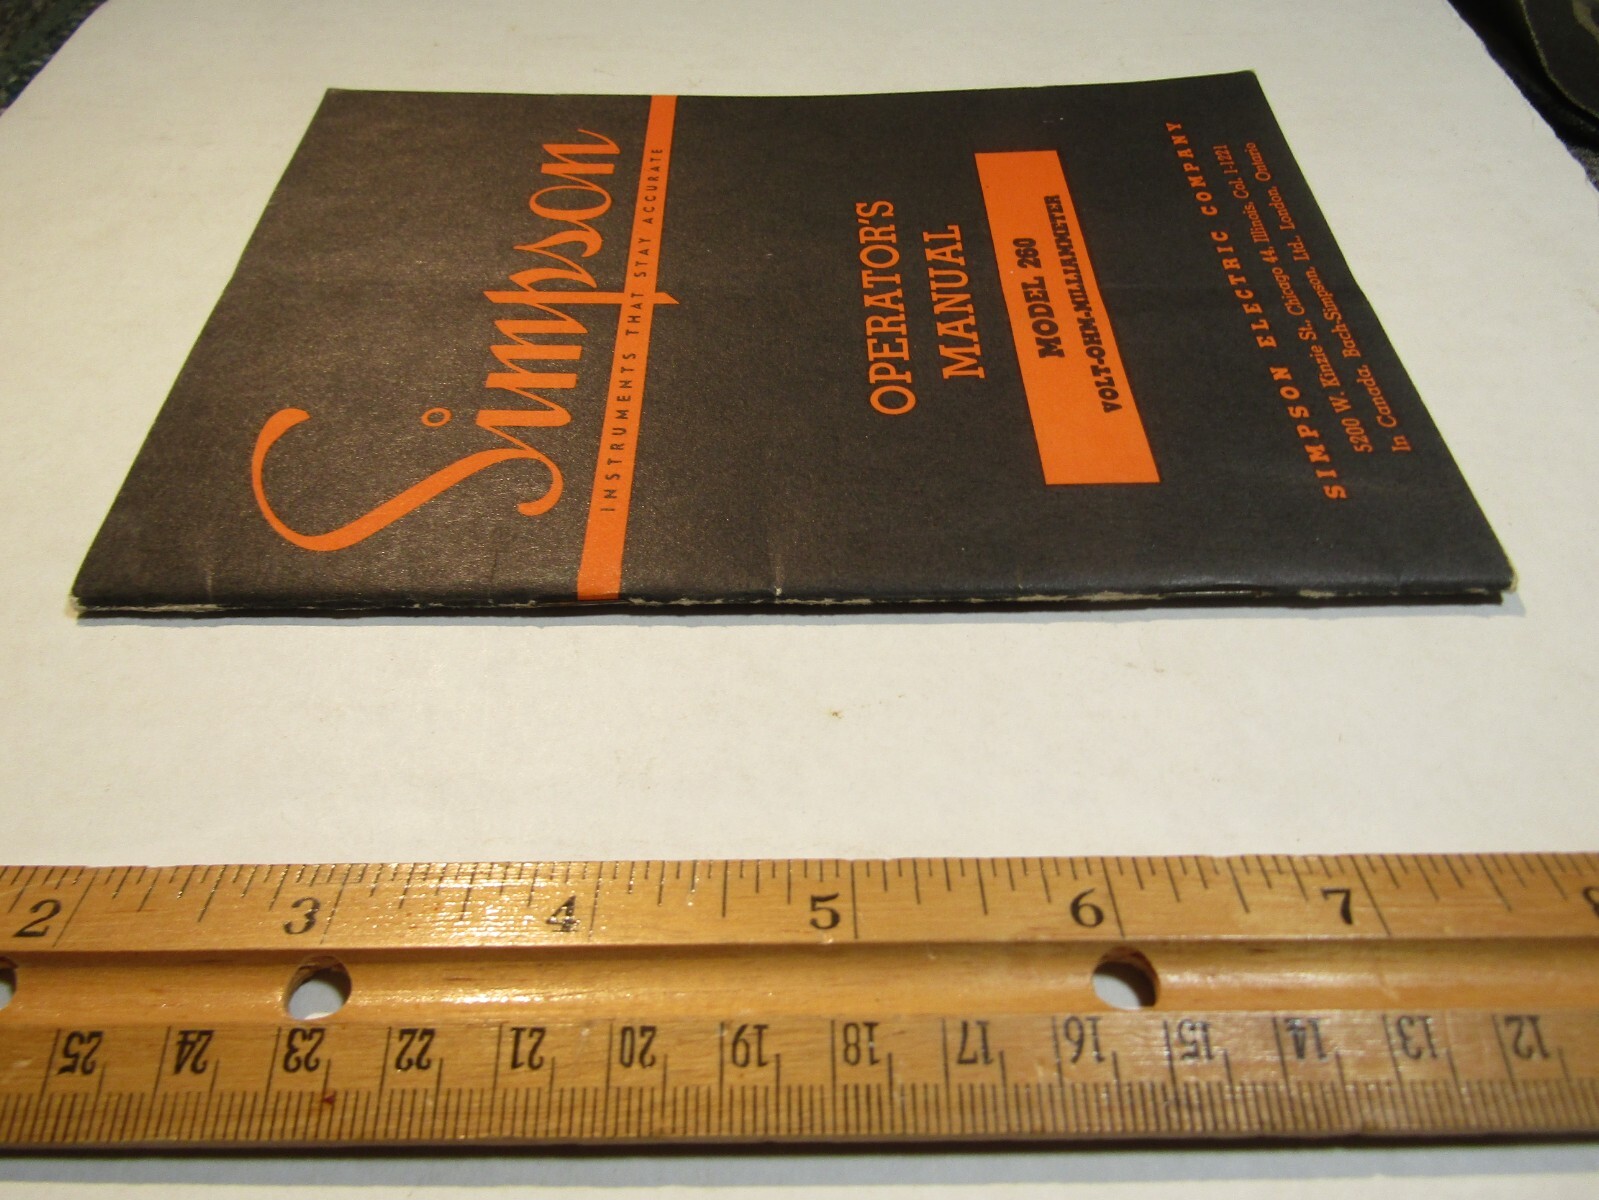 Simpson
INSTRUMENTS THAT STAY ACCURATE
OPERATOR'S
MANUAL
MODEL 260
VOLT-OHM-MILLIAMMETER
SIMPSON ELECTRIC COMPANY
5200 W. Kinzie St., Chicago 44, Illinois, Col. 1-1221
In Canada, Bach-Simpson, Ltd., London, Ontario
2 3 4 5 6 7 8
25 24 23 22 21 20 19 18 17 16 15 14 13 12